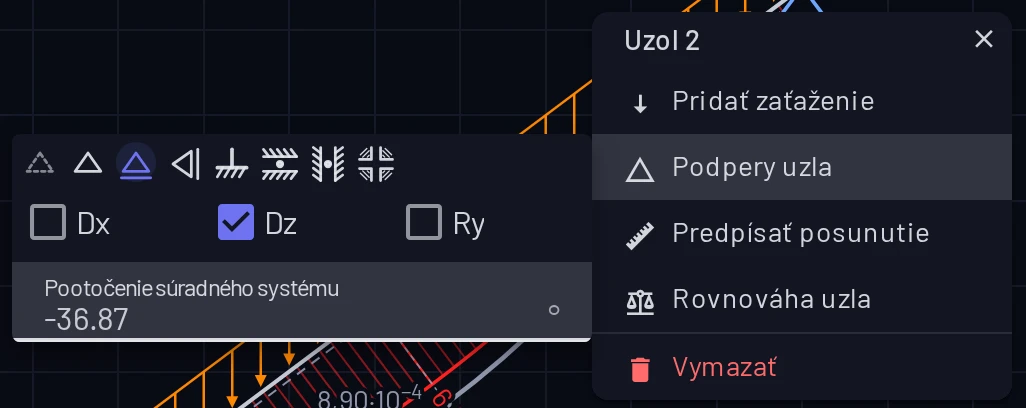 Uzol 2
Pridať zaťaženie
Podpery uzla
Predpísať posunutie
Rovnováha uzla
Vymazať
Dx
Dz
Ry
Pootočenie súradného systému
-36.87
°
8.90:10⁻⁴